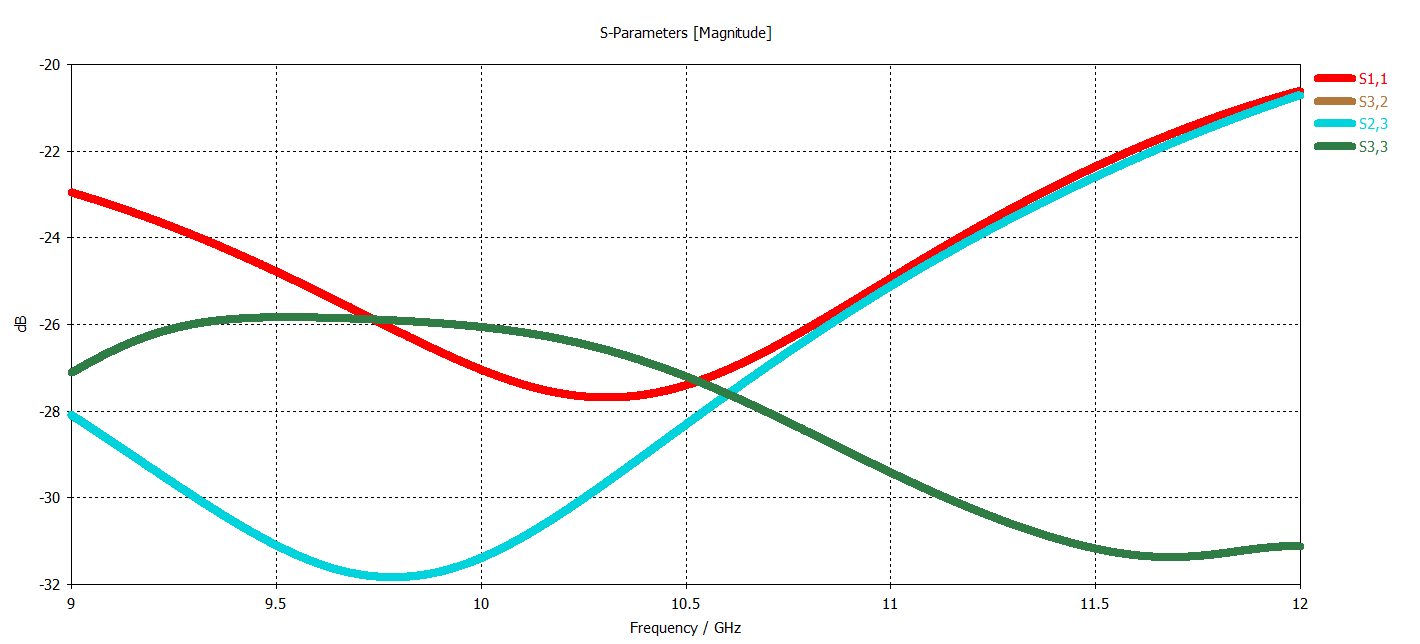 S-Parameters [Magnitude]
-20
-22
-24
-26
-28
-30
-32
dB
9
9.5
10
10.5
11
11.5
12
Frequency / GHz
S1,1
S3,2
S2,3
S3,3